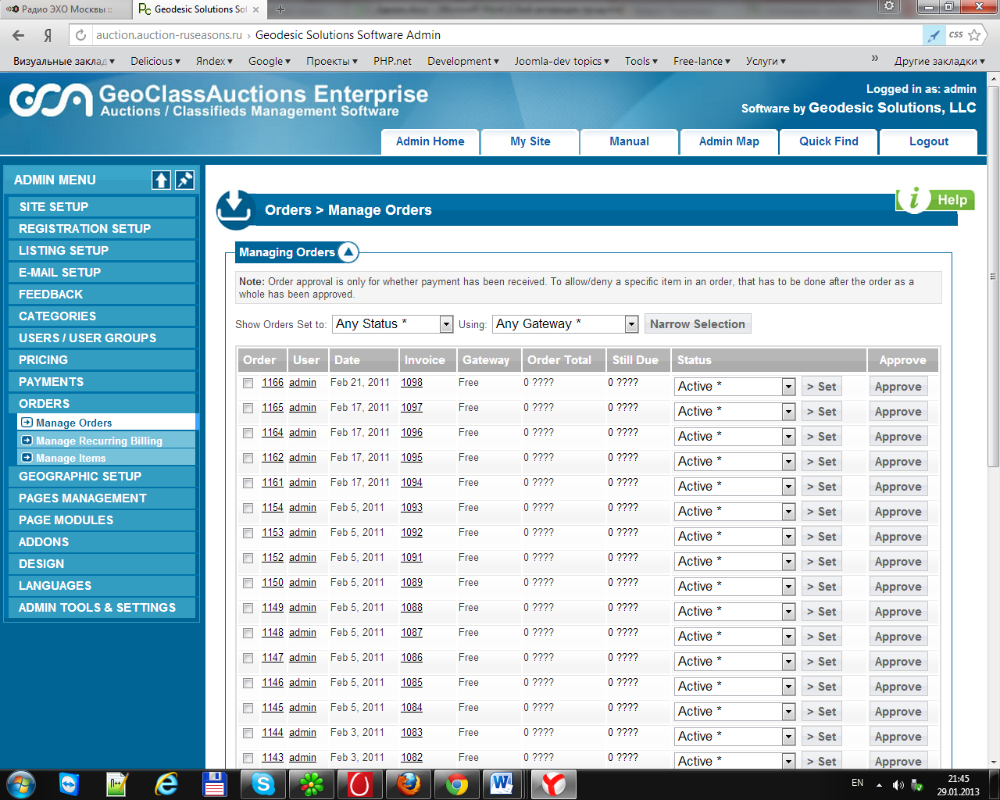 Радио ЭХО Москвы ::
Geodesic Solutions Sof
auction.auction-ruseasons.ru › Geodesic Solutions Software Admin
css
Визуальные заклад
Delicious
Яndex
Google
Проекты
PHP.net
Development
Joomla-dev topics
Tools
Free-lance
Услуги
»
Другие закладки
GeoClassAuctions Enterprise
Auctions / Classifieds Management Software
Logged in as: admin
Software by Geodesic Solutions, LLC
Admin Home
My Site
Manual
Admin Map
Quick Find
Logout
ADMIN MENU
SITE SETUP
REGISTRATION SETUP
LISTING SETUP
E-MAIL SETUP
FEEDBACK
CATEGORIES
USERS / USER GROUPS
PRICING
PAYMENTS
ORDERS
Manage Orders
Manage Recurring Billing
Manage Items
GEOGRAPHIC SETUP
PAGES MANAGEMENT
PAGE MODULES
ADDONS
DESIGN
LANGUAGES
ADMIN TOOLS & SETTINGS
Orders > Manage Orders
Help
Managing Orders
Note: Order approval is only for whether payment has been received. To allow/deny a specific item in an order, that has to be done after the order as a
whole has been approved.
Show Orders Set to: Any Status * Using: Any Gateway * Narrow Selection
Order User Date Invoice Gateway Order Total Still Due Status Approve
1166 admin Feb 21, 2011 1098 Free 0 ???? 0 ???? Active * > Set Approve
1165 admin Feb 17, 2011 1097 Free 0 ???? 0 ???? Active * > Set Approve
1164 admin Feb 17, 2011 1096 Free 0 ???? 0 ???? Active * > Set Approve
1162 admin Feb 17, 2011 1095 Free 0 ???? 0 ???? Active * > Set Approve
1161 admin Feb 17, 2011 1094 Free 0 ???? 0 ???? Active * > Set Approve
1154 admin Feb 5, 2011 1093 Free 0 ???? 0 ???? Active * > Set Approve
1153 admin Feb 5, 2011 1092 Free 0 ???? 0 ???? Active * > Set Approve
1152 admin Feb 5, 2011 1091 Free 0 ???? 0 ???? Active * > Set Approve
1150 admin Feb 5, 2011 1089 Free 0 ???? 0 ???? Active * > Set Approve
1149 admin Feb 5, 2011 1088 Free 0 ???? 0 ???? Active * > Set Approve
1148 admin Feb 5, 2011 1087 Free 0 ???? 0 ???? Active * > Set Approve
1147 admin Feb 5, 2011 1086 Free 0 ???? 0 ???? Active * > Set Approve
1146 admin Feb 5, 2011 1085 Free 0 ???? 0 ???? Active * > Set Approve
1145 admin Feb 5, 2011 1084 Free 0 ???? 0 ???? Active * > Set Approve
1144 admin Feb 3, 2011 1083 Free 0 ???? 0 ???? Active * > Set Approve
1143 admin Feb 3, 2011 1082 Free 0 ???? 0 ???? Active * > Set Approve
EN
21:45
29.01.2013